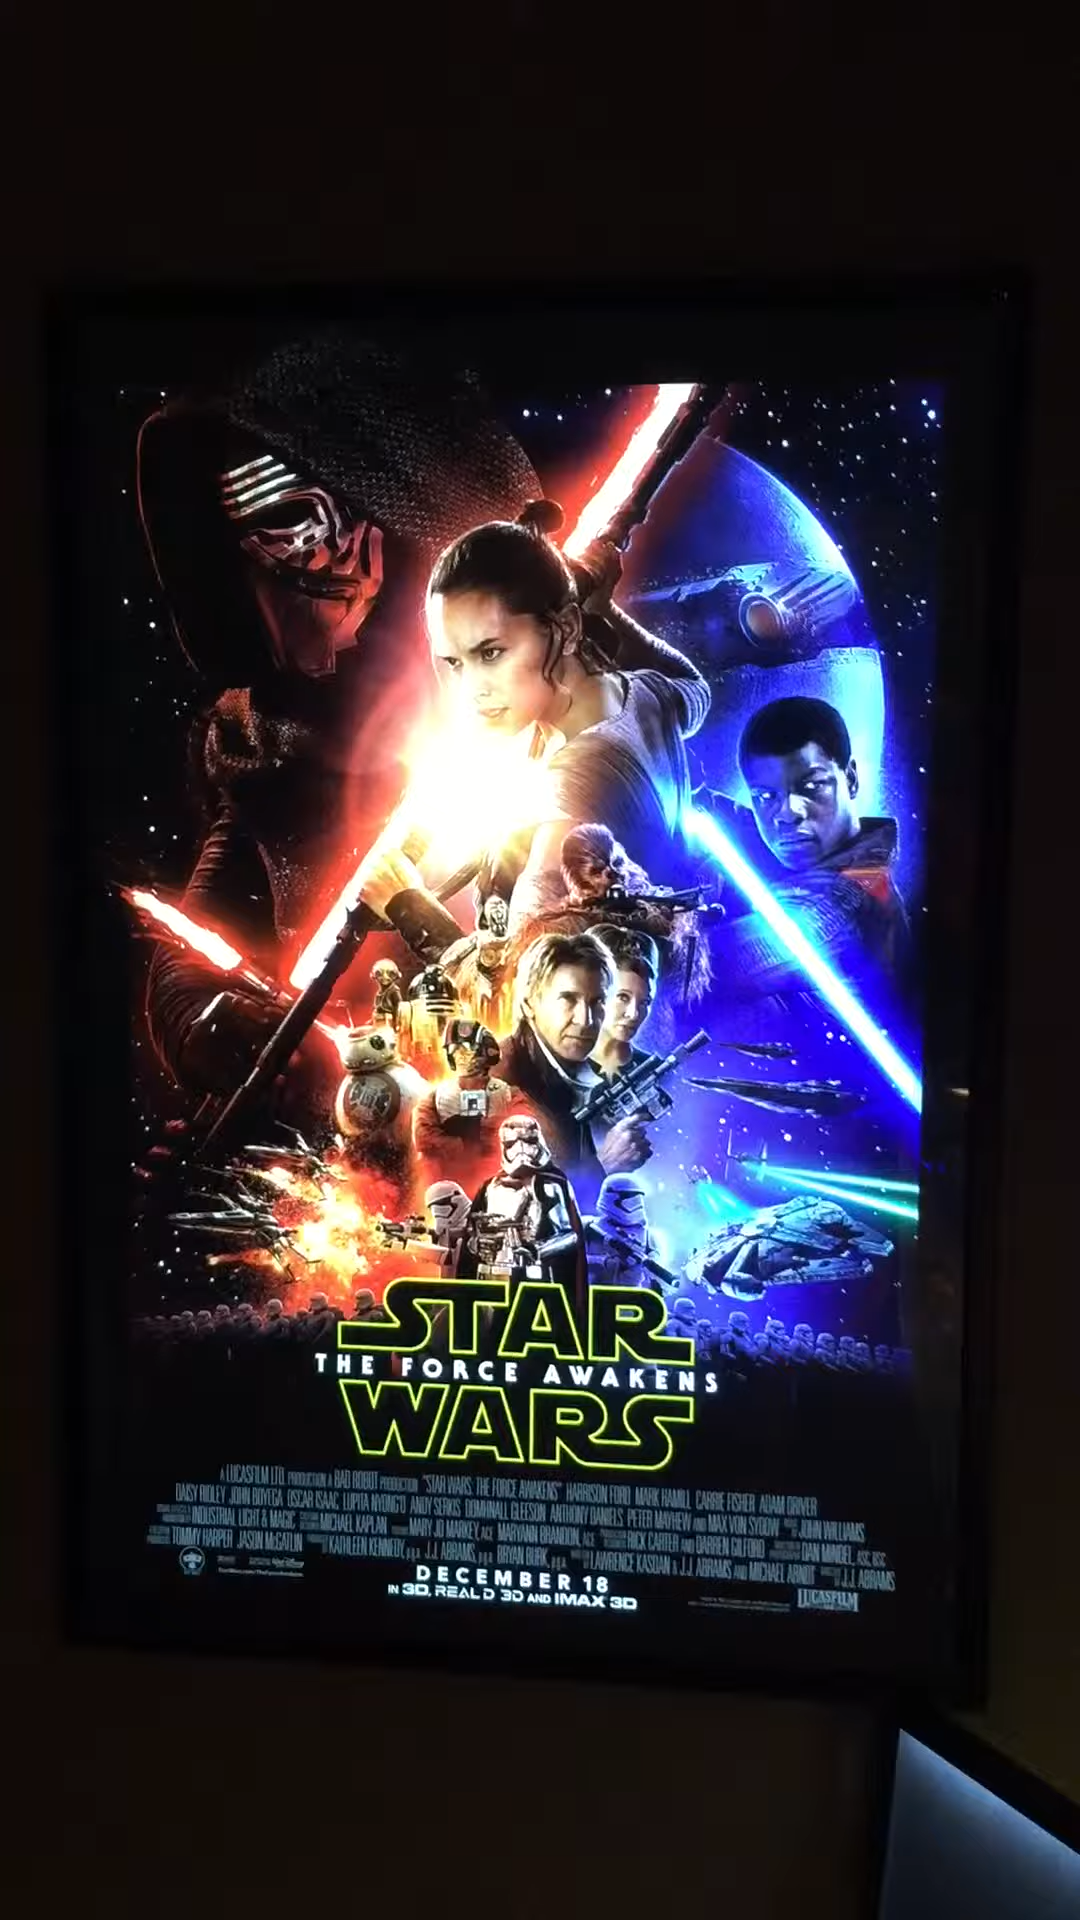 STAR
THE FORCE AWAKENS
WARS
A LUCASFILM LTD. PRODUCTION A BAD ROBOT PRODUCTION "STAR WARS: THE FORCE AWAKENS" HARRISON FORD MARK HAMILL CARRIE FISHER ADAM DRIVER
DAISY RIDLEY JOHN BOYEGA OSCAR ISAAC LUPITA NYONG'O ANDY SERKIS DOMHNALL GLEESON ANTHONY DANIELS PETER MAYHEW AND MAX VON SYDOW
INDUSTRIAL LIGHT & MAGIC MICHAEL KAPLAN MARY JO MARKEY, ACE MARYANN BRANDON, ACE RICK CARTER AND DARREN GILFORD JOHN WILLIAMS
TOMMY HARPER JASON McGATLIN KATHLEEN KENNEDY, p.g.a. J.J. ABRAMS, p.g.a. BRYAN BURK, p.g.a. LAWRENCE KASDAN & J.J. ABRAMS AND MICHAEL ARNDT DAN MINDEL, ASC, BSC J.J. ABRAMS
DECEMBER 18
IN 3D, REAL D 3D AND IMAX 3D
LUCASFILM